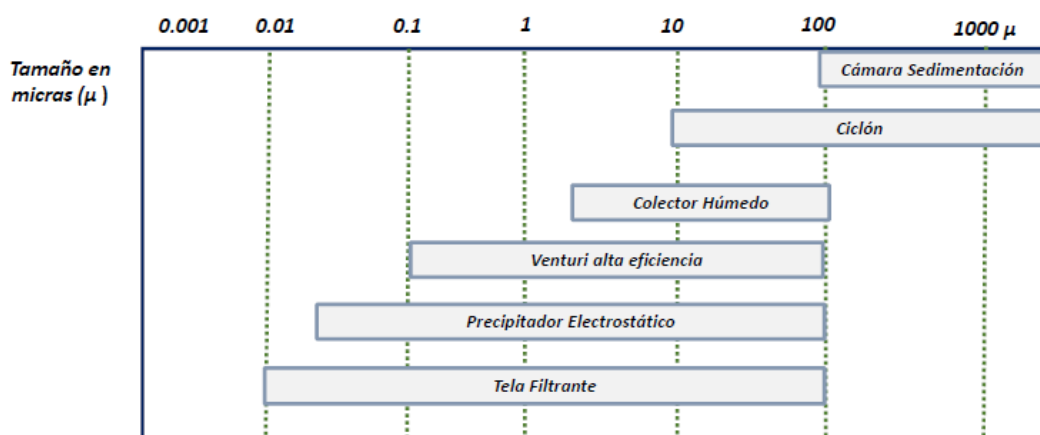 0.001 0.01 0.1 1 10 100 1000 μ
Tamaño en
micras (μ )
Cámara Sedimentación
Ciclón
Colector Húmedo
Venturi alta eficiencia
Precipitador Electrostático
Tela Filtrante